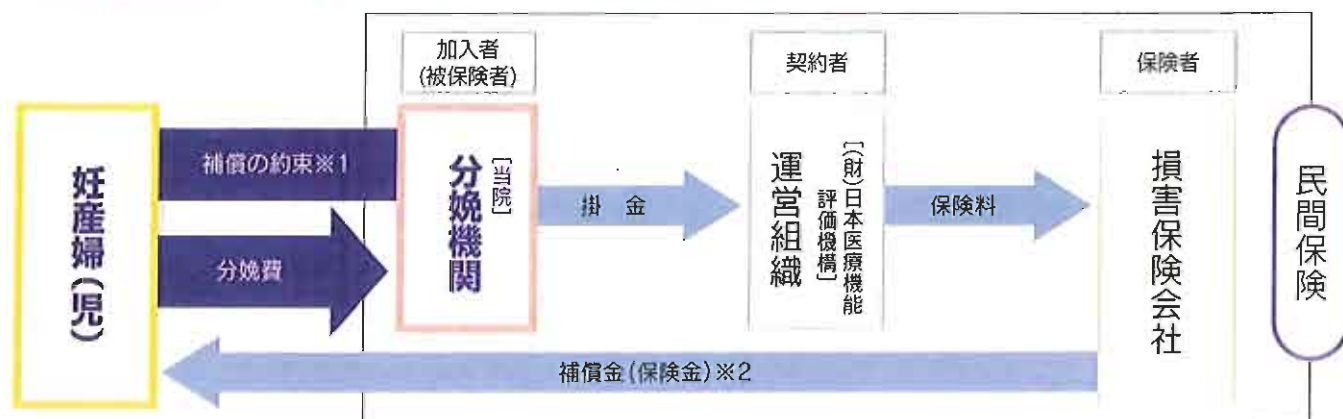 加入者
(被保険者)
契約者
保険者
妊産婦(児)
補償の約束※1
分娩費
分娩機関
[当院]
掛 金
運営組織
[(財)日本医療機能
評価機構]
保険料
損害保険会社
民間保険
補償金(保険金)※2